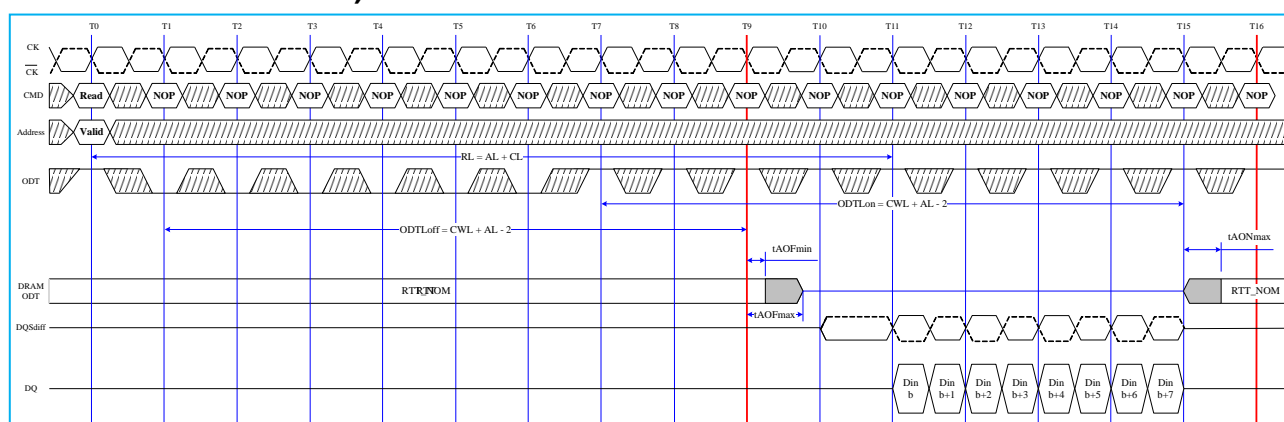 )
T0 T1 T2 T3 T4 T5 T6 T7 T8 T9 T10 T11 T12 T13 T14 T15 T16
CK
CK
CMD Read NOP NOP NOP NOP NOP NOP NOP NOP NOP NOP NOP NOP NOP NOP NOP NOP
Address Valid
RL = AL + CL
ODT
ODTLon = CWL + AL - 2
ODTLoff = CWL + AL - 2
tAOFmin
tAONmax
DRAM
ODT
RTT_NOM
RTT_NOM
tAOFmax
DQSdiff
DQ
Din Din Din Din Din Din Din Din
b b+1 b+2 b+3 b+4 b+5 b+6 b+7